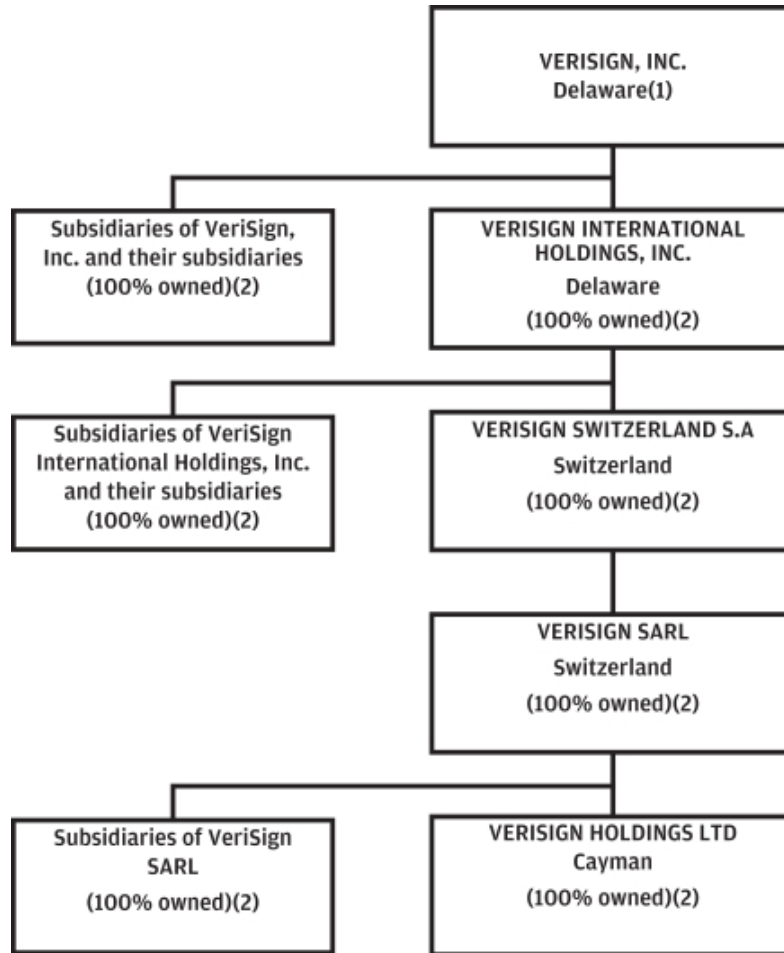 VERISIGN, INC.
Delaware(1)
Subsidiaries of VeriSign,
Inc. and their subsidiaries
(100% owned)(2)
VERISIGN INTERNATIONAL
HOLDINGS, INC.
Delaware
(100% owned)(2)
Subsidiaries of VeriSign
International Holdings, Inc.
and their subsidiaries
(100% owned)(2)
VERISIGN SWITZERLAND S.A
Switzerland
(100% owned)(2)
VERISIGN SARL
Switzerland
(100% owned)(2)
Subsidiaries of VeriSign
SARL
(100% owned)(2)
VERISIGN HOLDINGS LTD
Cayman
(100% owned)(2)